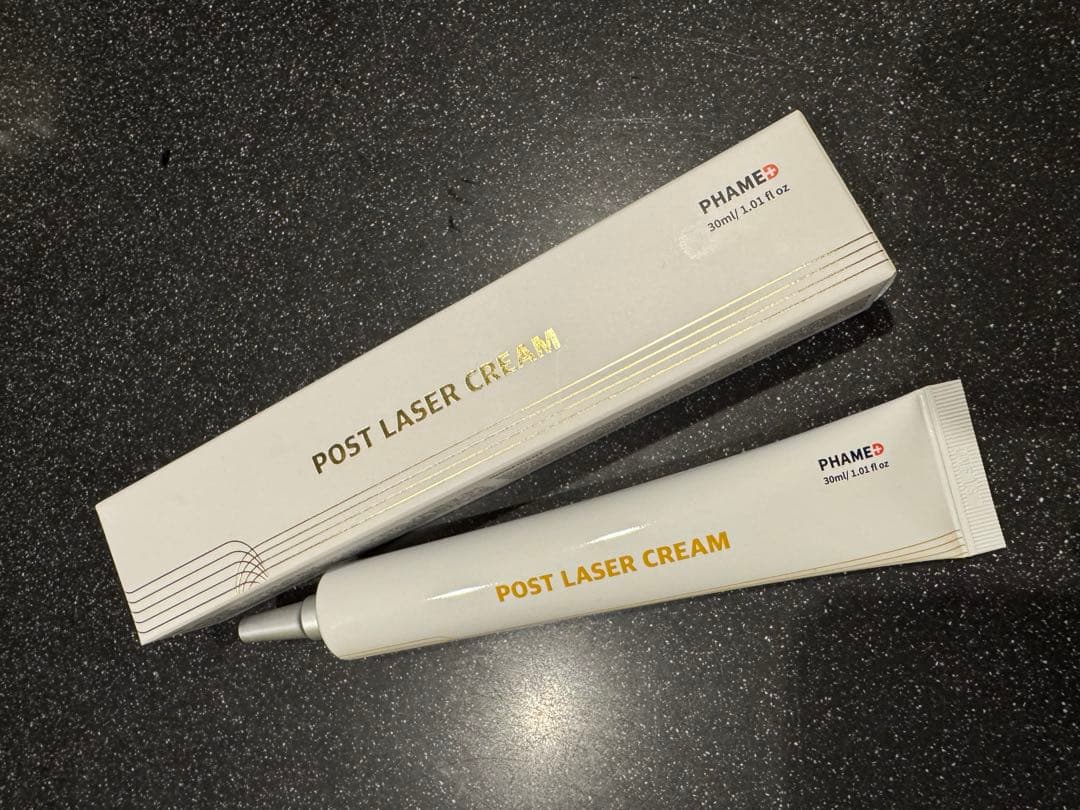 PHAMED
30ml/ 1.01 fl oz
POST LASER CREAM
PHAMED
30ml/ 1.01 fl oz
POST LASER CREAM